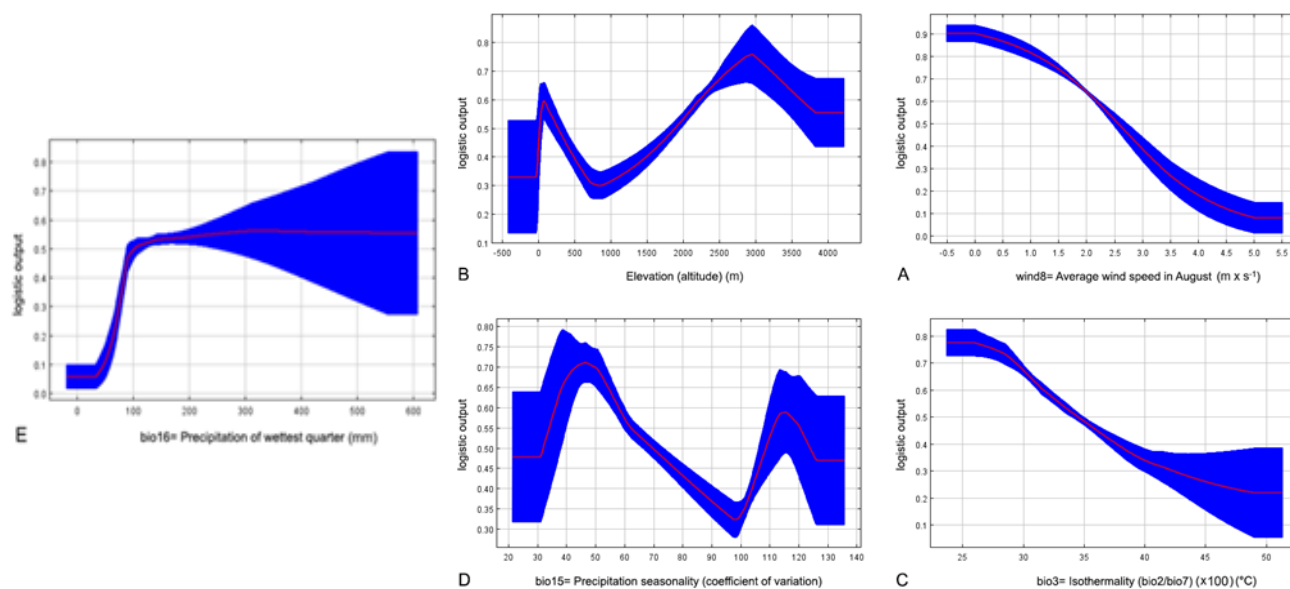 logistic output
0.8
0.7
0.6
0.5
0.4
0.3
0.2
0.1
0.0
0 100 200 300 400 500 600
E
bio16= Precipitation of wettest quarter (mm)
logistic output
0.8
0.7
0.6
0.5
0.4
0.3
0.2
0.1
-500 0 500 1000 1500 2000 2500 3000 3500 4000
B
Elevation (altitude) (m)
logistic output
0.9
0.8
0.7
0.6
0.5
0.4
0.3
0.2
0.1
0.0
-0.5 0.0 0.5 1.0 1.5 2.0 2.5 3.0 3.5 4.0 4.5 5.0 5.5
A
wind8= Average wind speed in August (m x s⁻¹)
logistic output
0.80
0.75
0.70
0.65
0.60
0.55
0.50
0.45
0.40
0.35
0.30
20 30 40 50 60 70 80 90 100 110 120 130 140
D
bio15= Precipitation seasonality (coefficient of variation)
logistic output
0.8
0.7
0.6
0.5
0.4
0.3
0.2
0.1
25 30 35 40 45 50
C
bio3= Isothermality (bio2/bio7) (×100) (°C)